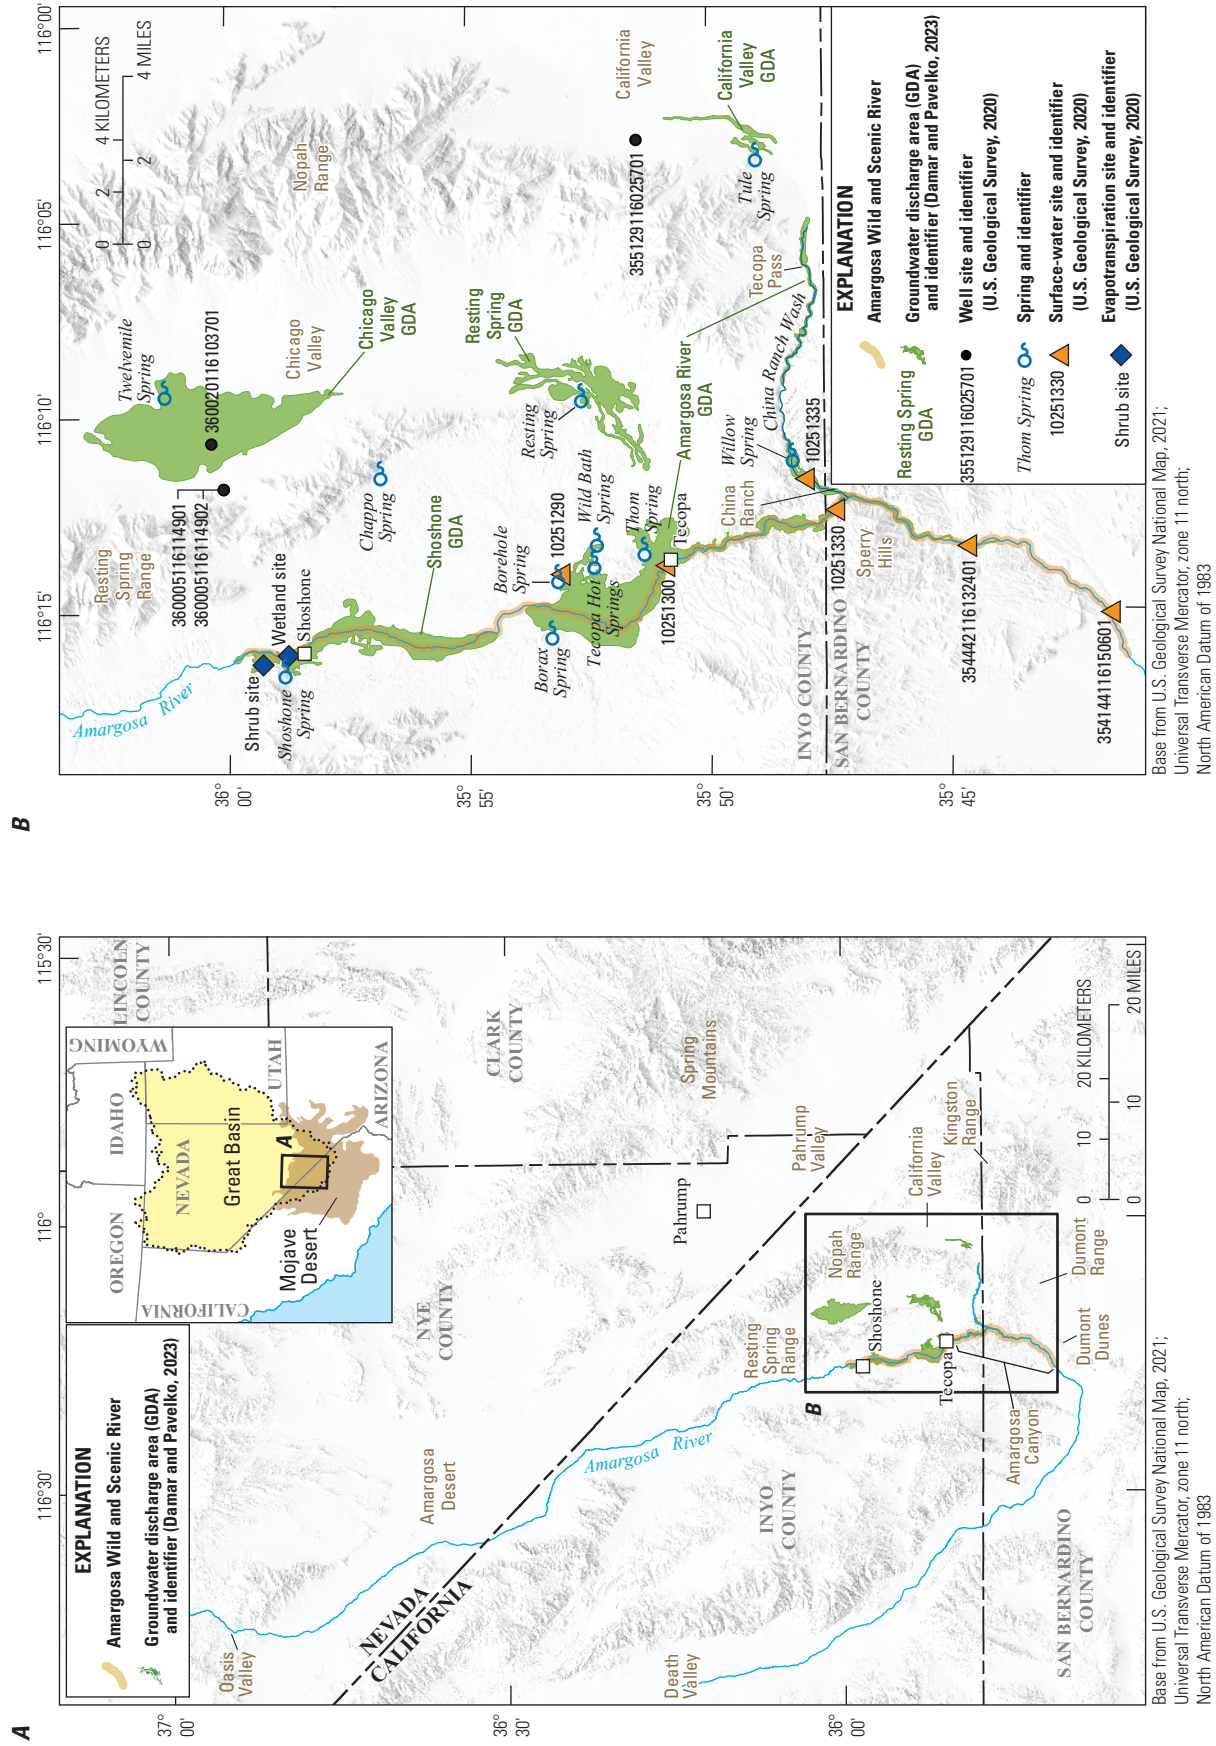 A
37°
00'
36°
30'
36°
00'
116°30'
116°
115°30'
EXPLANATION
Amargosa Wild and Scenic River
Groundwater discharge area (GDA)
and identifier (Damar and Pavelko, 2023)
OREGON
IDAHO
WYOMING
NEVADA
UTAH
CALIFORNIA
ARIZONA
Great Basin
Mojave
Desert
A
LINCOLN
COUNTY
Oasis
Valley
Amargosa
Desert
NYE
COUNTY
CLARK
COUNTY
NEVADA
CALIFORNIA
Amargosa River
Spring
Mountains
Pahrump
Pahrump
Valley
Death
Valley
INYO
COUNTY
Resting
Spring
Range
B
Nopah
Range
Shoshone
Tecopa
California
Valley
Kingston
Range
Amargosa
Canyon
Dumont
Dunes
Dumont
Range
SAN BERNARDINO
COUNTY
0 10 20 KILOMETERS
0 10 20 MILES
Base from U.S. Geological Survey National Map, 2021;
Universal Transverse Mercator, zone 11 north;
North American Datum of 1983
B
36°
00'
35°
55'
35°
50'
35°
45'
116°15'
116°10'
116°05'
116°00'
0 2 4 KILOMETERS
0 2 4 MILES
Amargosa River
Resting
Spring
Range
360005116114901
360005116114902
Twelvemile
Spring
360020116103701
Chicago
Valley
Chicago
Valley
GDA
Nopah
Range
Shrub site
Wetland site
Shoshone
Shoshone
Spring
Chappo
Spring
Shoshone
GDA
Resting
Spring
GDA
Resting
Spring
Borehole
Spring
10251290
Wild Bath
Spring
Borax
Spring
Tecopa Hot
Springs
Thom
Spring
Tecopa
10251300
Amargosa River
GDA
California
Valley
355129116025701
California
Valley
GDA
Tule
Spring
Tecopa
Pass
China Ranch Wash
Willow
Spring
China
Ranch
10251335
INYO COUNTY
SAN BERNARDINO
COUNTY
10251330
Sperry
Hills
354442116132401
354144116150601
EXPLANATION
Amargosa Wild and Scenic River
Resting Spring
GDA
Groundwater discharge area (GDA)
and identifier (Damar and Pavelko, 2023)
355129116025701
Well site and identifier
(U.S. Geological Survey, 2020)
Thom Spring
Spring and identifier
10251330
Surface-water site and identifier
(U.S. Geological Survey, 2020)
Shrub site
Evapotranspiration site and identifier
(U.S. Geological Survey, 2020)
Base from U.S. Geological Survey National Map, 2021;
Universal Transverse Mercator, zone 11 north;
North American Datum of 1983